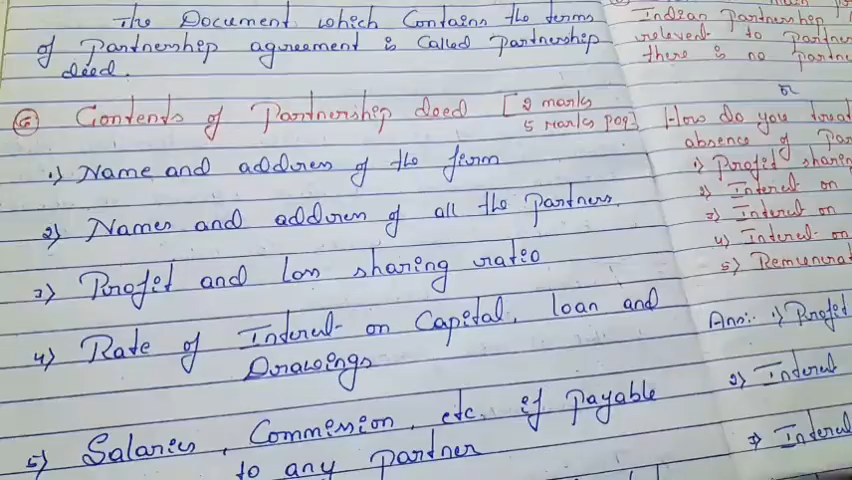 The Document which Contains the terms
of Partnership agreement is Called Partnership
deed.
G Contents of Partnership deed [2 marks
5 Marks POQ]
1) Name and address of the firm
2) Names and address of all the Partners.
3) Profit and loss sharing ratio
4) Rate of Interest on Capital, loan and
Drawings
5) Salaries, Commission, etc. if payable
to any partner
Indian Partnership
relevent to Partner
there is no Partne
or
How do you treat
absence of Par
1) Profit sharing
2) Interest on
3) Interest on
4) Interest on
5) Remunerat
Ans:- 1) Profit
2) Interest
3) Interest